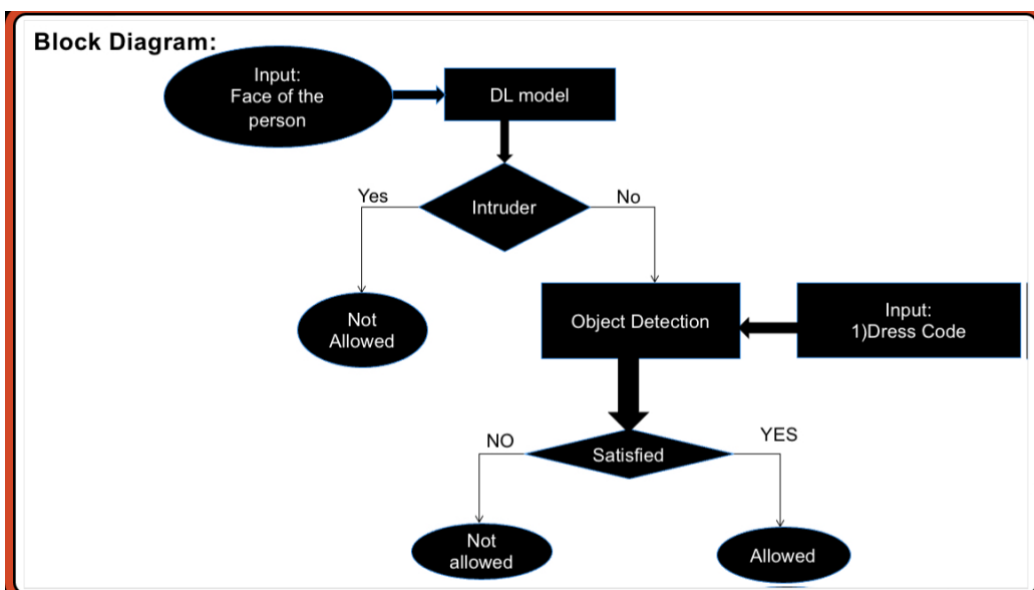 Block Diagram:
Input:
Face of the
person
DL model
Yes
Intruder
No
Not
Allowed
Object Detection
Input:
1)Dress Code
NO
Satisfied
YES
Not
allowed
Allowed